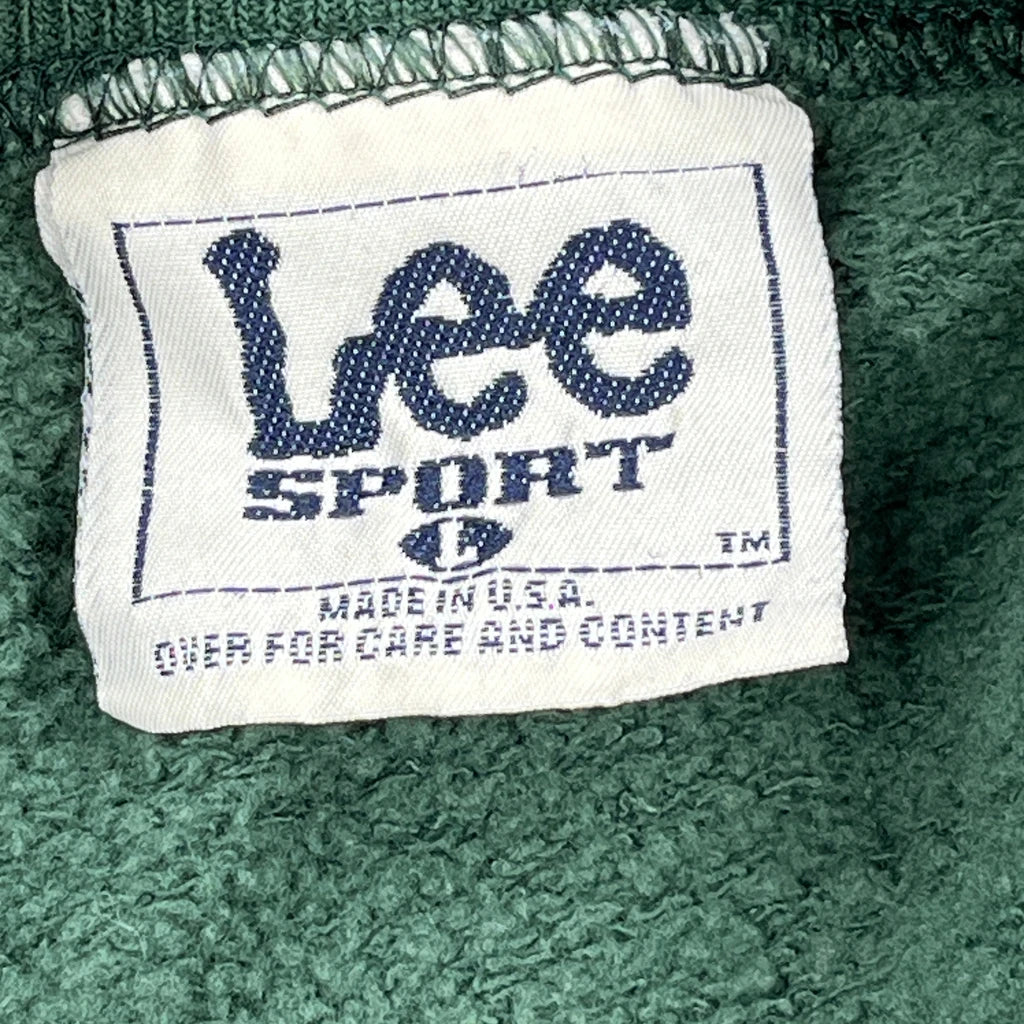 Lee
SPORT
L
TM
MADE IN U.S.A.
OVER FOR CARE AND CONTENT